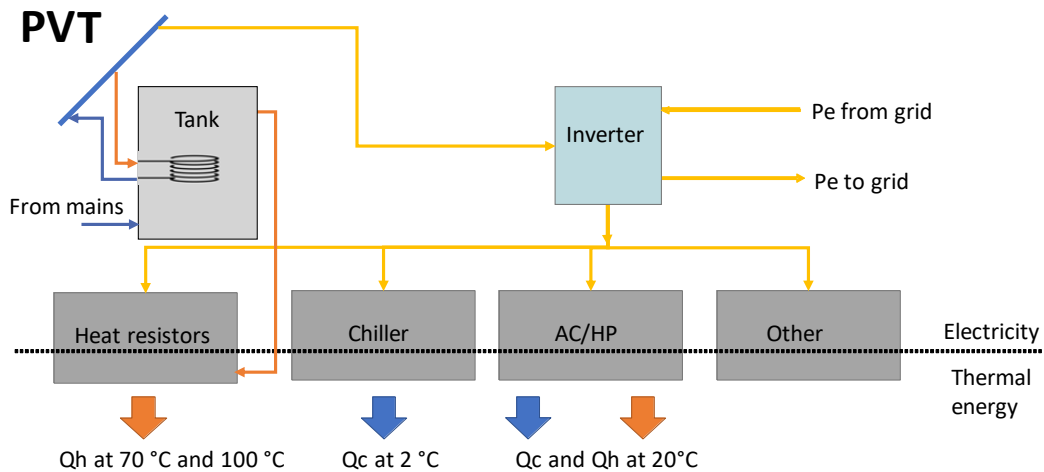 PVT
Tank
Inverter
Pe from grid
Pe to grid
From mains
Heat resistors
Chiller
AC/HP
Other
Electricity
Thermal
energy
Qh at 70 °C and 100 °C
Qc at 2 °C
Qc and Qh at 20°C